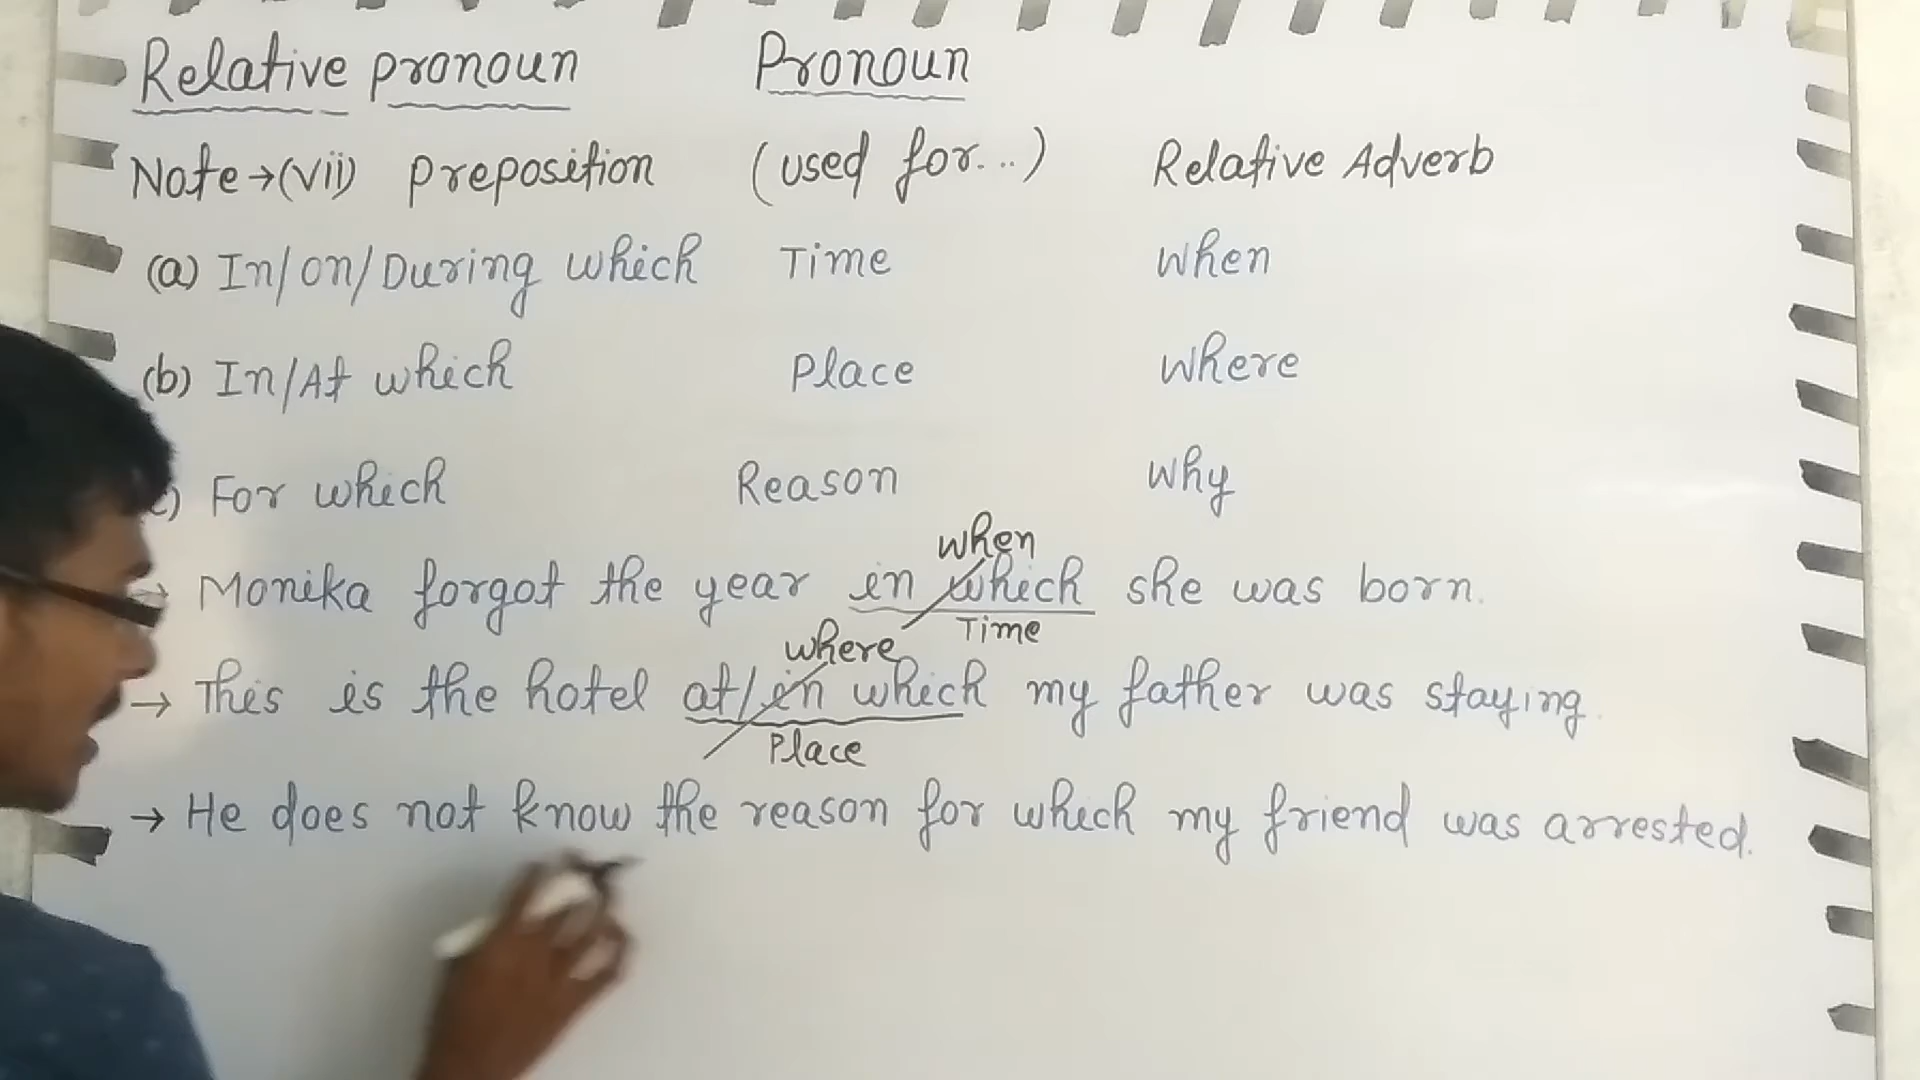 Relative pronoun Pronoun
Note→(vii) preposition (used for...) Relative Adverb
(a) In/on/During which Time When
(b) In/At which Place Where
) For which Reason Why
when
→ Monika forgot the year in which she was born.
Time
where
→ This is the hotel at/in which my father was staying.
Place
→ He does not know the reason for which my friend was arrested.